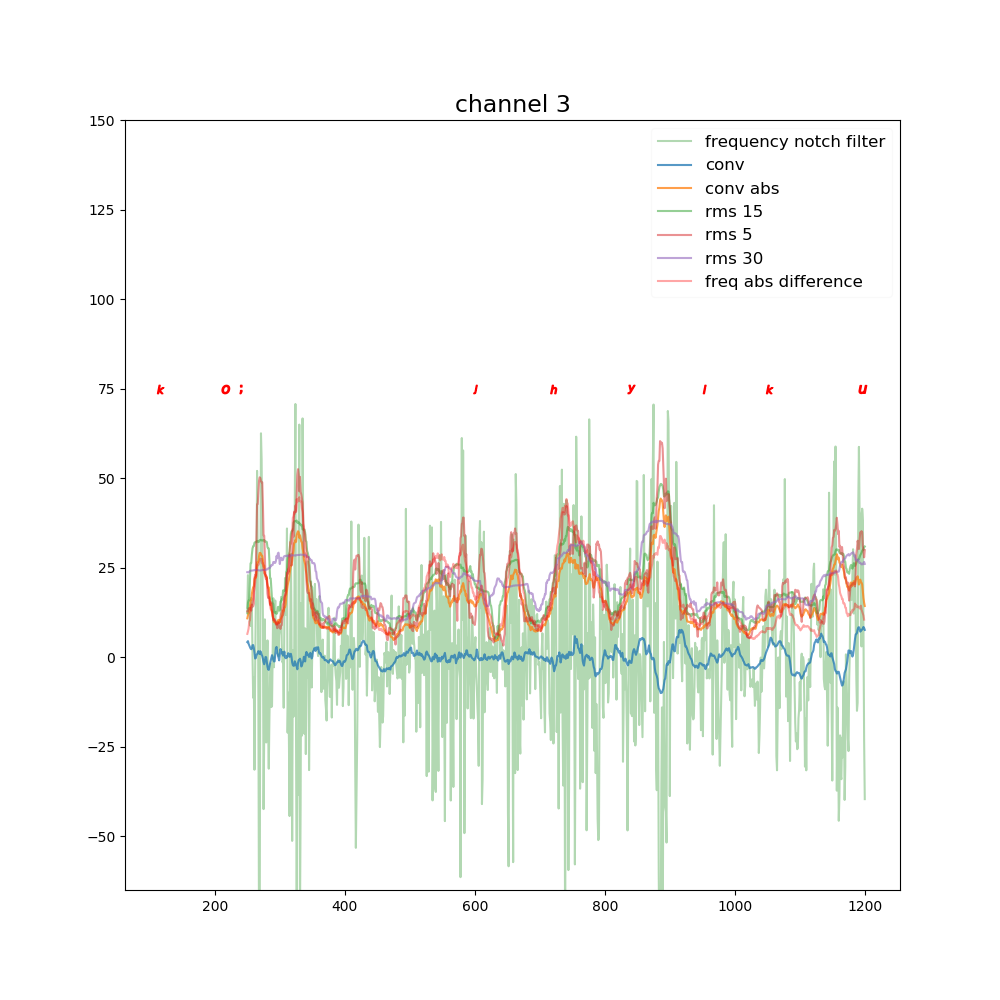 channel 3
150
125
100
75
50
25
0
−25
−50
frequency notch filter
conv
conv abs
rms 15
rms 5
rms 30
freq abs difference
k o ; j h y l k u
200 400 600 800 1000 1200